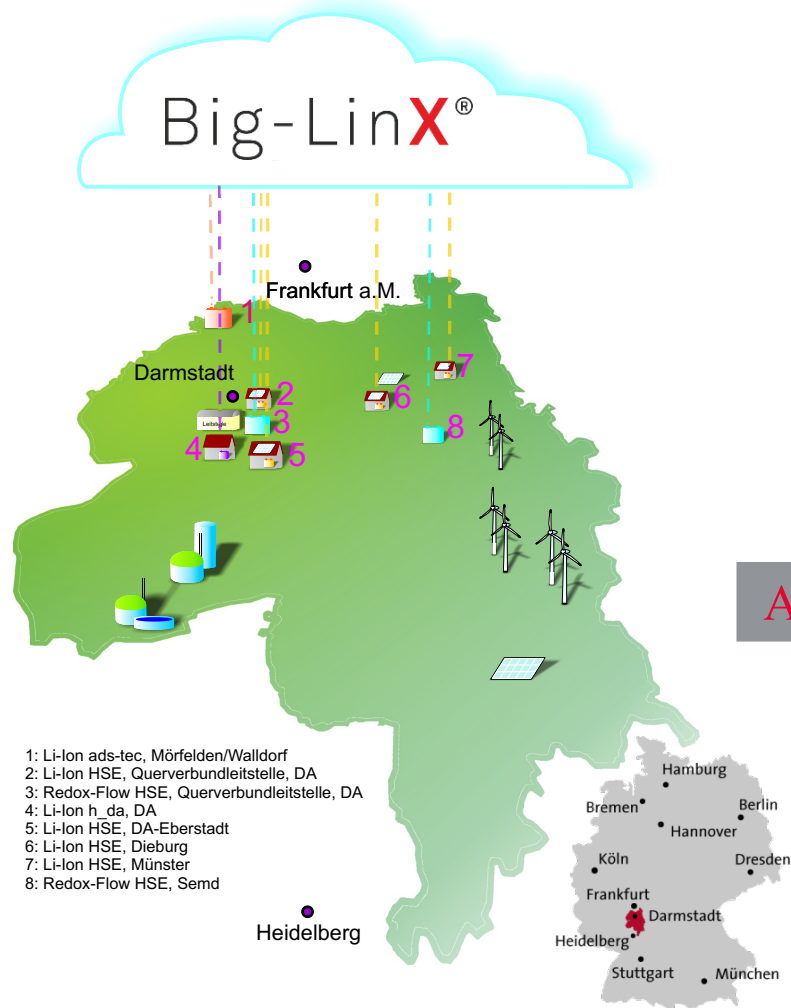 Big-LinX®
Frankfurt a.M.
1
Darmstadt
7
2
6
Leitstelle
3
8
4
5
A
1: Li-Ion ads-tec, Mörfelden/Walldorf
2: Li-Ion HSE, Querverbundleitstelle, DA
3: Redox-Flow HSE, Querverbundleitstelle, DA
4: Li-Ion h_da, DA
5: Li-Ion HSE, DA-Eberstadt
6: Li-Ion HSE, Dieburg
7: Li-Ion HSE, Münster
8: Redox-Flow HSE, Semd
Heidelberg
Hamburg
Bremen
Berlin
Hannover
Köln
Dresden
Frankfurt
Darmstadt
Heidelberg
Stuttgart
München